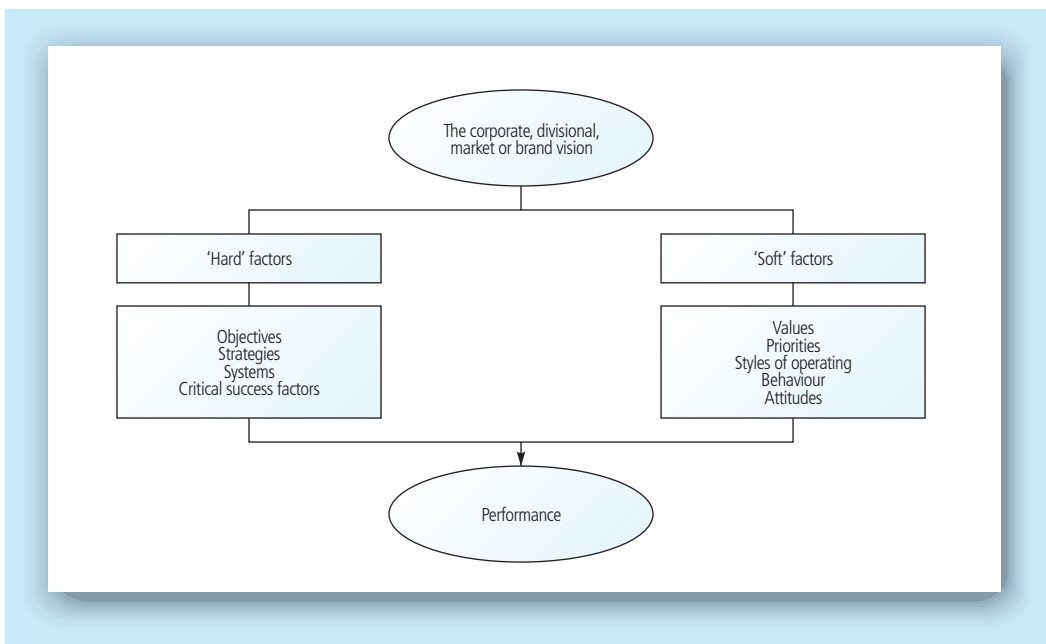 The corporate, divisional,
market or brand vision
‘Hard’ factors
‘Soft’ factors
Objectives
Strategies
Systems
Critical success factors
Values
Priorities
Styles of operating
Behaviour
Attitudes
Performance